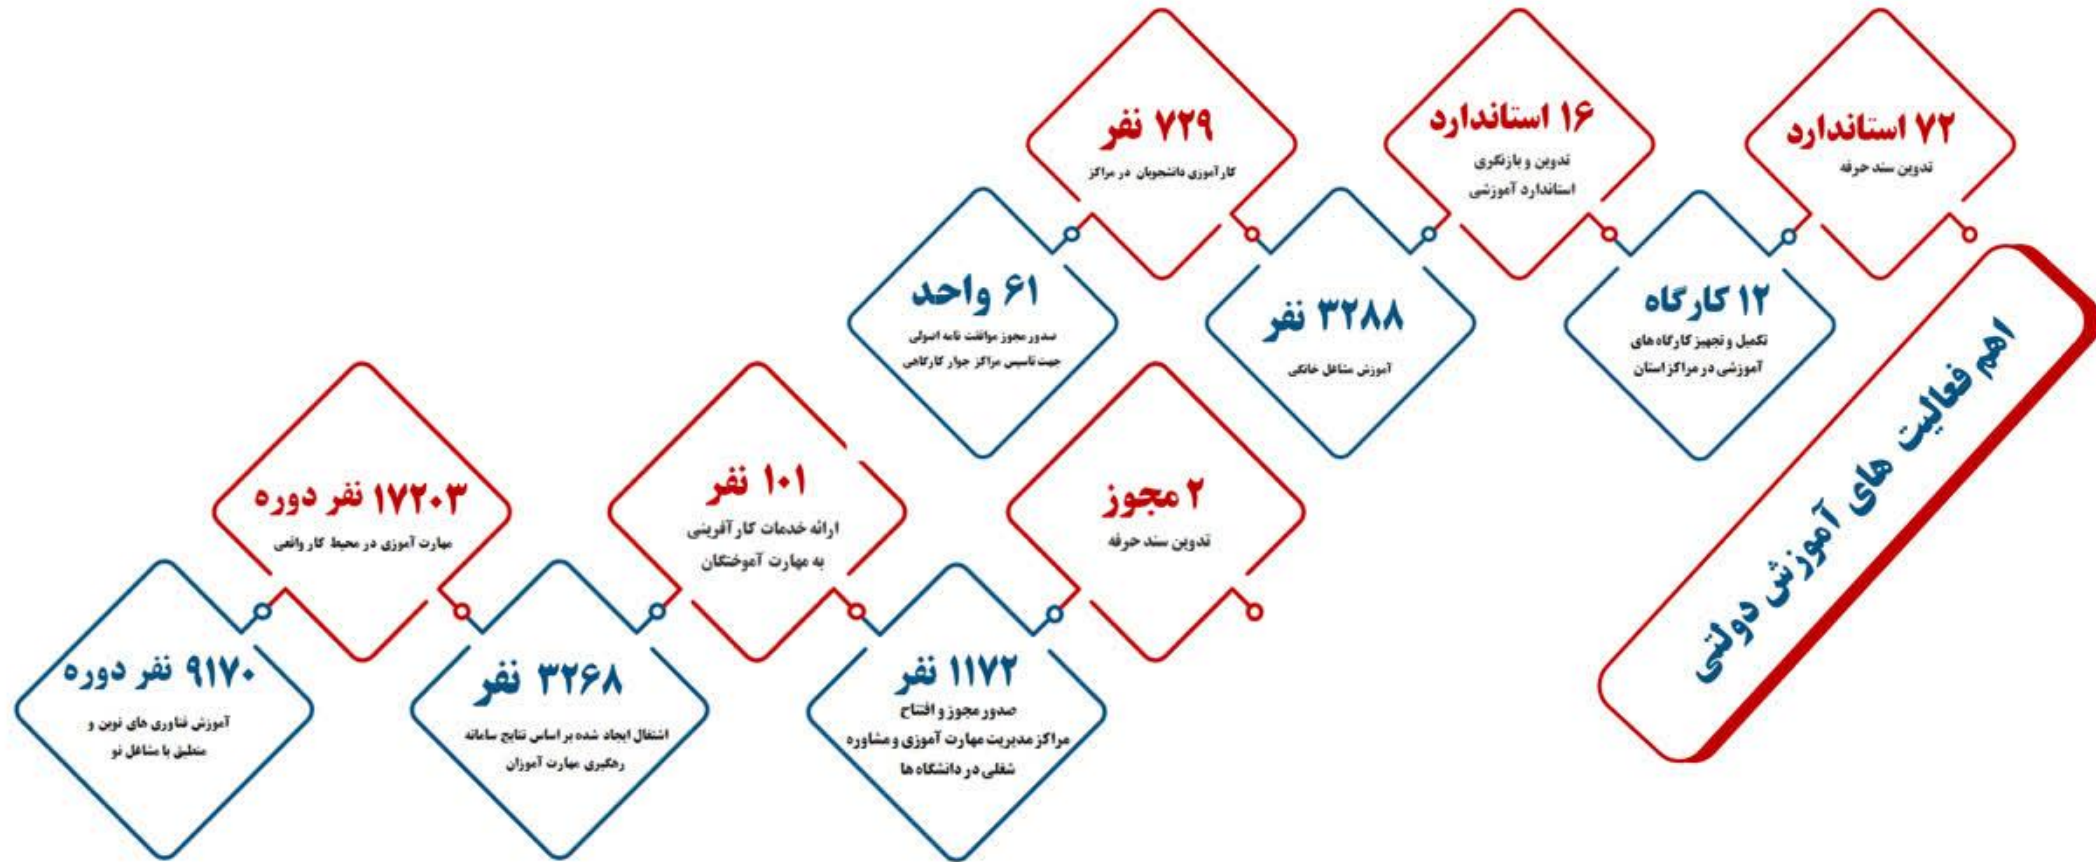 اهم فعالیت های آموزش دولتی
۷۲ استاندارد
تدوین سند حرفه
۱۲ کارگاه
تکمیل و تجهیز کارگاه های
آموزشی در مراکز استان
۱۶ استاندارد
تدوین و بازنگری
استاندارد آموزشی
۳۲۸۸ نفر
آموزش مشاغل خانگی
۷۲۹ نفر
کارآموزی دانشجویان در مراکز
۶۱ واحد
صدور مجوز موافقت نامه اصولی
جهت تاسیس مراکز جوار کارگاهی
۲ مجوز
تدوین سند حرفه
۱۱۷۲ نفر
صدور مجوز و افتتاح
مراکز مدیریت مهارت آموزی و مشاوره
شغلی در دانشگاه ها
۱۰۱ نفر
ارائه خدمات کارآفرینی
به مهارت آموختگان
۳۲۶۸ نفر
اشتغال ایجاد شده بر اساس نتایج سامانه
رهگیری مهارت آموزان
۱۷۲۰۳ نفر دوره
مهارت آموزی در محیط کار واقعی
۹۱۷۰ نفر دوره
آموزش فناوری های نوین و
منطبق با مشاغل نو